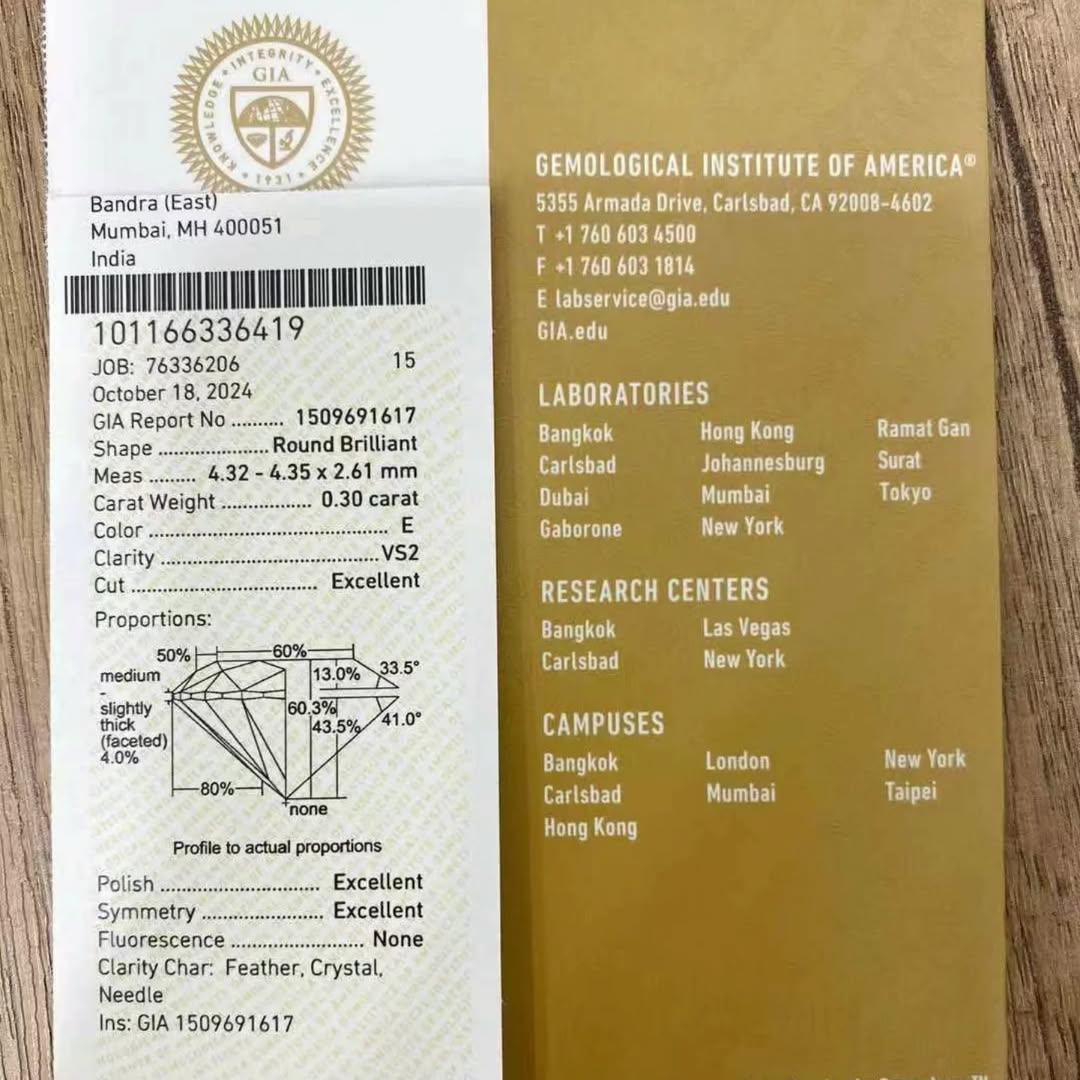 KNOWLEDGE • INTEGRITY • EXCELLENCE
GIA
• 1931 •
Bandra (East)
Mumbai, MH 400051
India
101166336419
JOB: 76336206 15
October 18, 2024
GIA Report No .......... 1509691617
Shape ..................... Round Brilliant
Meas ......... 4.32 - 4.35 x 2.61 mm
Carat Weight ................. 0.30 carat
Color ............................................. E
Clarity ......................................... VS2
Cut ................................... Excellent
Proportions:
50% 60%
medium 13.0% 33.5°
-
slightly 60.3%
thick 43.5% 41.0°
(faceted)
4.0%
80%
none
Profile to actual proportions
Polish .............................. Excellent
Symmetry ....................... Excellent
Fluorescence ......................... None
Clarity Char: Feather, Crystal,
Needle
Ins: GIA 1509691617
GEMOLOGICAL INSTITUTE OF AMERICA®
5355 Armada Drive, Carlsbad, CA 92008-4602
T +1 760 603 4500
F +1 760 603 1814
E labservice@gia.edu
GIA.edu
LABORATORIES
Bangkok Hong Kong Ramat Gan
Carlsbad Johannesburg Surat
Dubai Mumbai Tokyo
Gaborone New York
RESEARCH CENTERS
Bangkok Las Vegas
Carlsbad New York
CAMPUSES
Bangkok London New York
Carlsbad Mumbai Taipei
Hong Kong